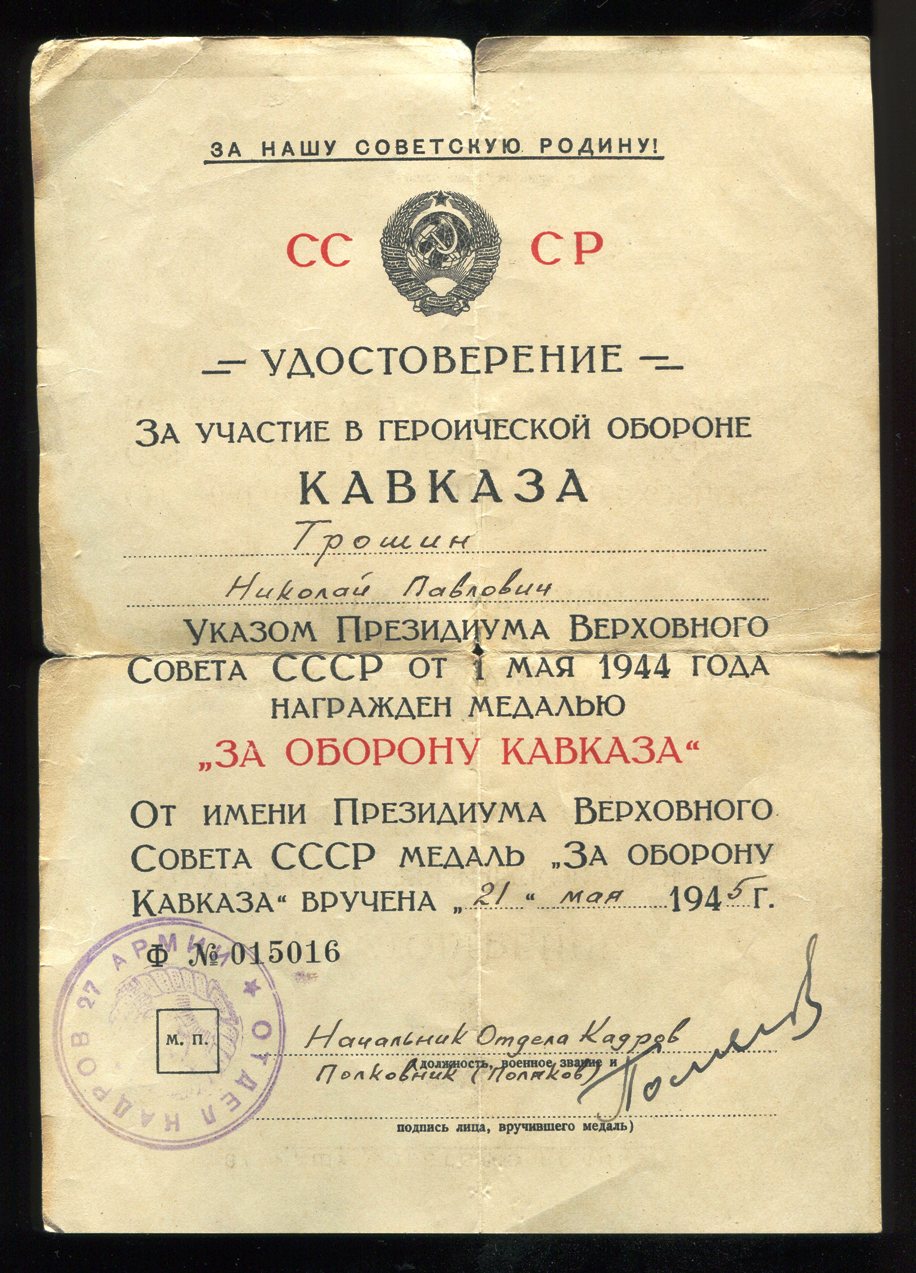 ЗА НАШУ СОВЕТСКУЮ РОДИНУ!
СС СР
УДОСТОВЕРЕНИЕ
ЗА УЧАСТИЕ В ГЕРОИЧЕСКОЙ ОБОРОНЕ
КАВКАЗА
Трошин
Николай Павлович
УКАЗОМ ПРЕЗИДИУМА ВЕРХОВНОГО
СОВЕТА СССР ОТ 1 МАЯ 1944 ГОДА
НАГРАЖДЕН МЕДАЛЬЮ
„ЗА ОБОРОНУ КАВКАЗА“
ОТ ИМЕНИ ПРЕЗИДИУМА ВЕРХОВНОГО
СОВЕТА СССР МЕДАЛЬ „ЗА ОБОРОНУ
КАВКАЗА“ ВРУЧЕНА „21“ мая 1945 Г.
Ф № 015016
ОТДЕЛ КАДРОВ 27 АРМИИ
М. П.
Начальник Отдела Кадров
(должность, военное звание и
Полковник (Поляков)
подпись лица, вручившего медаль)